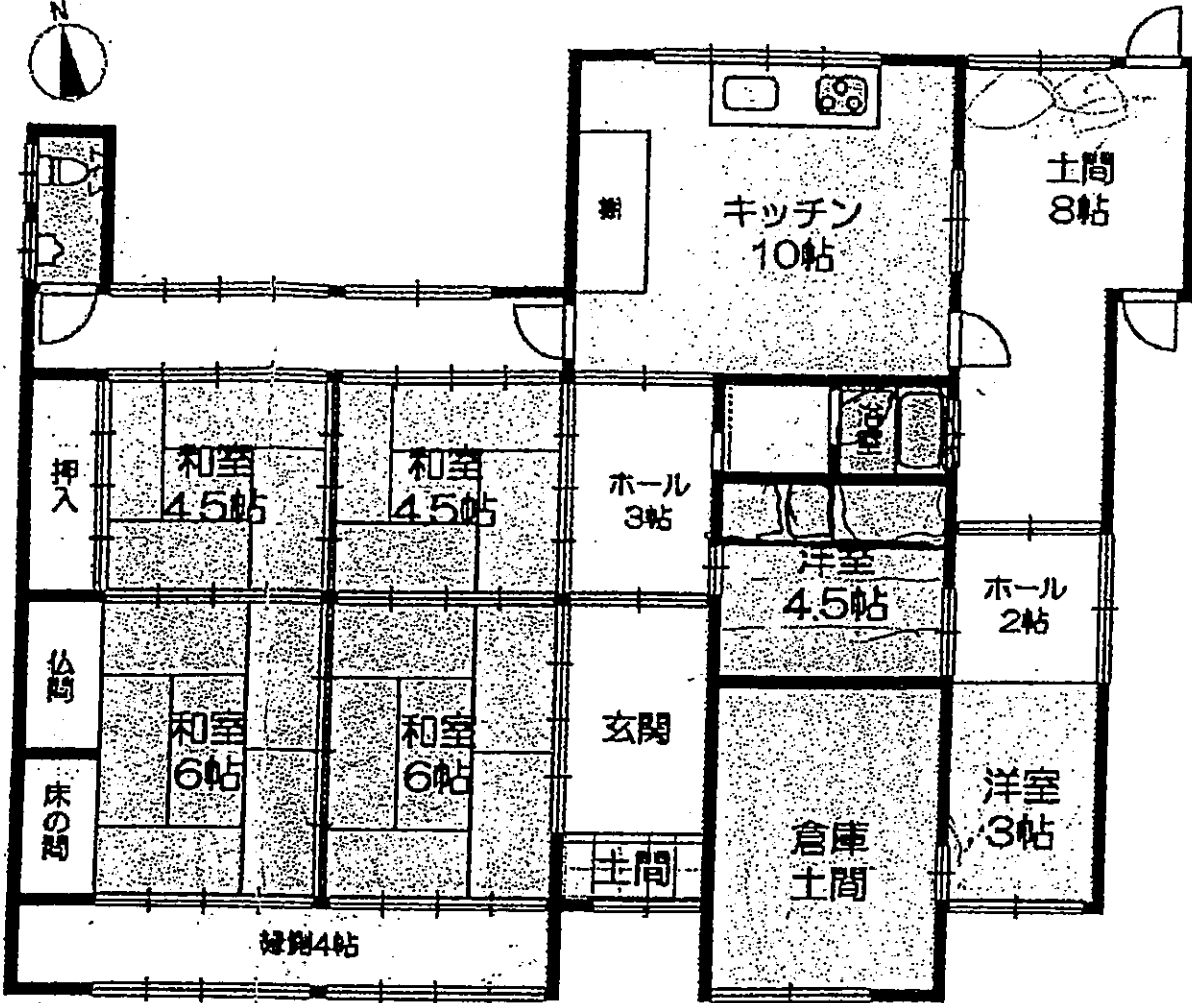 N
トイレ
土間
8帖
キッチン
10帖
押入
和室
4.5帖
和室
4.5帖
ホール
3帖
浴室
洋室
4.5帖
ホール
2帖
仏間
和室
6帖
和室
6帖
玄関
床の間
洋室
3帖
倉庫
土間
土間
縁側4帖